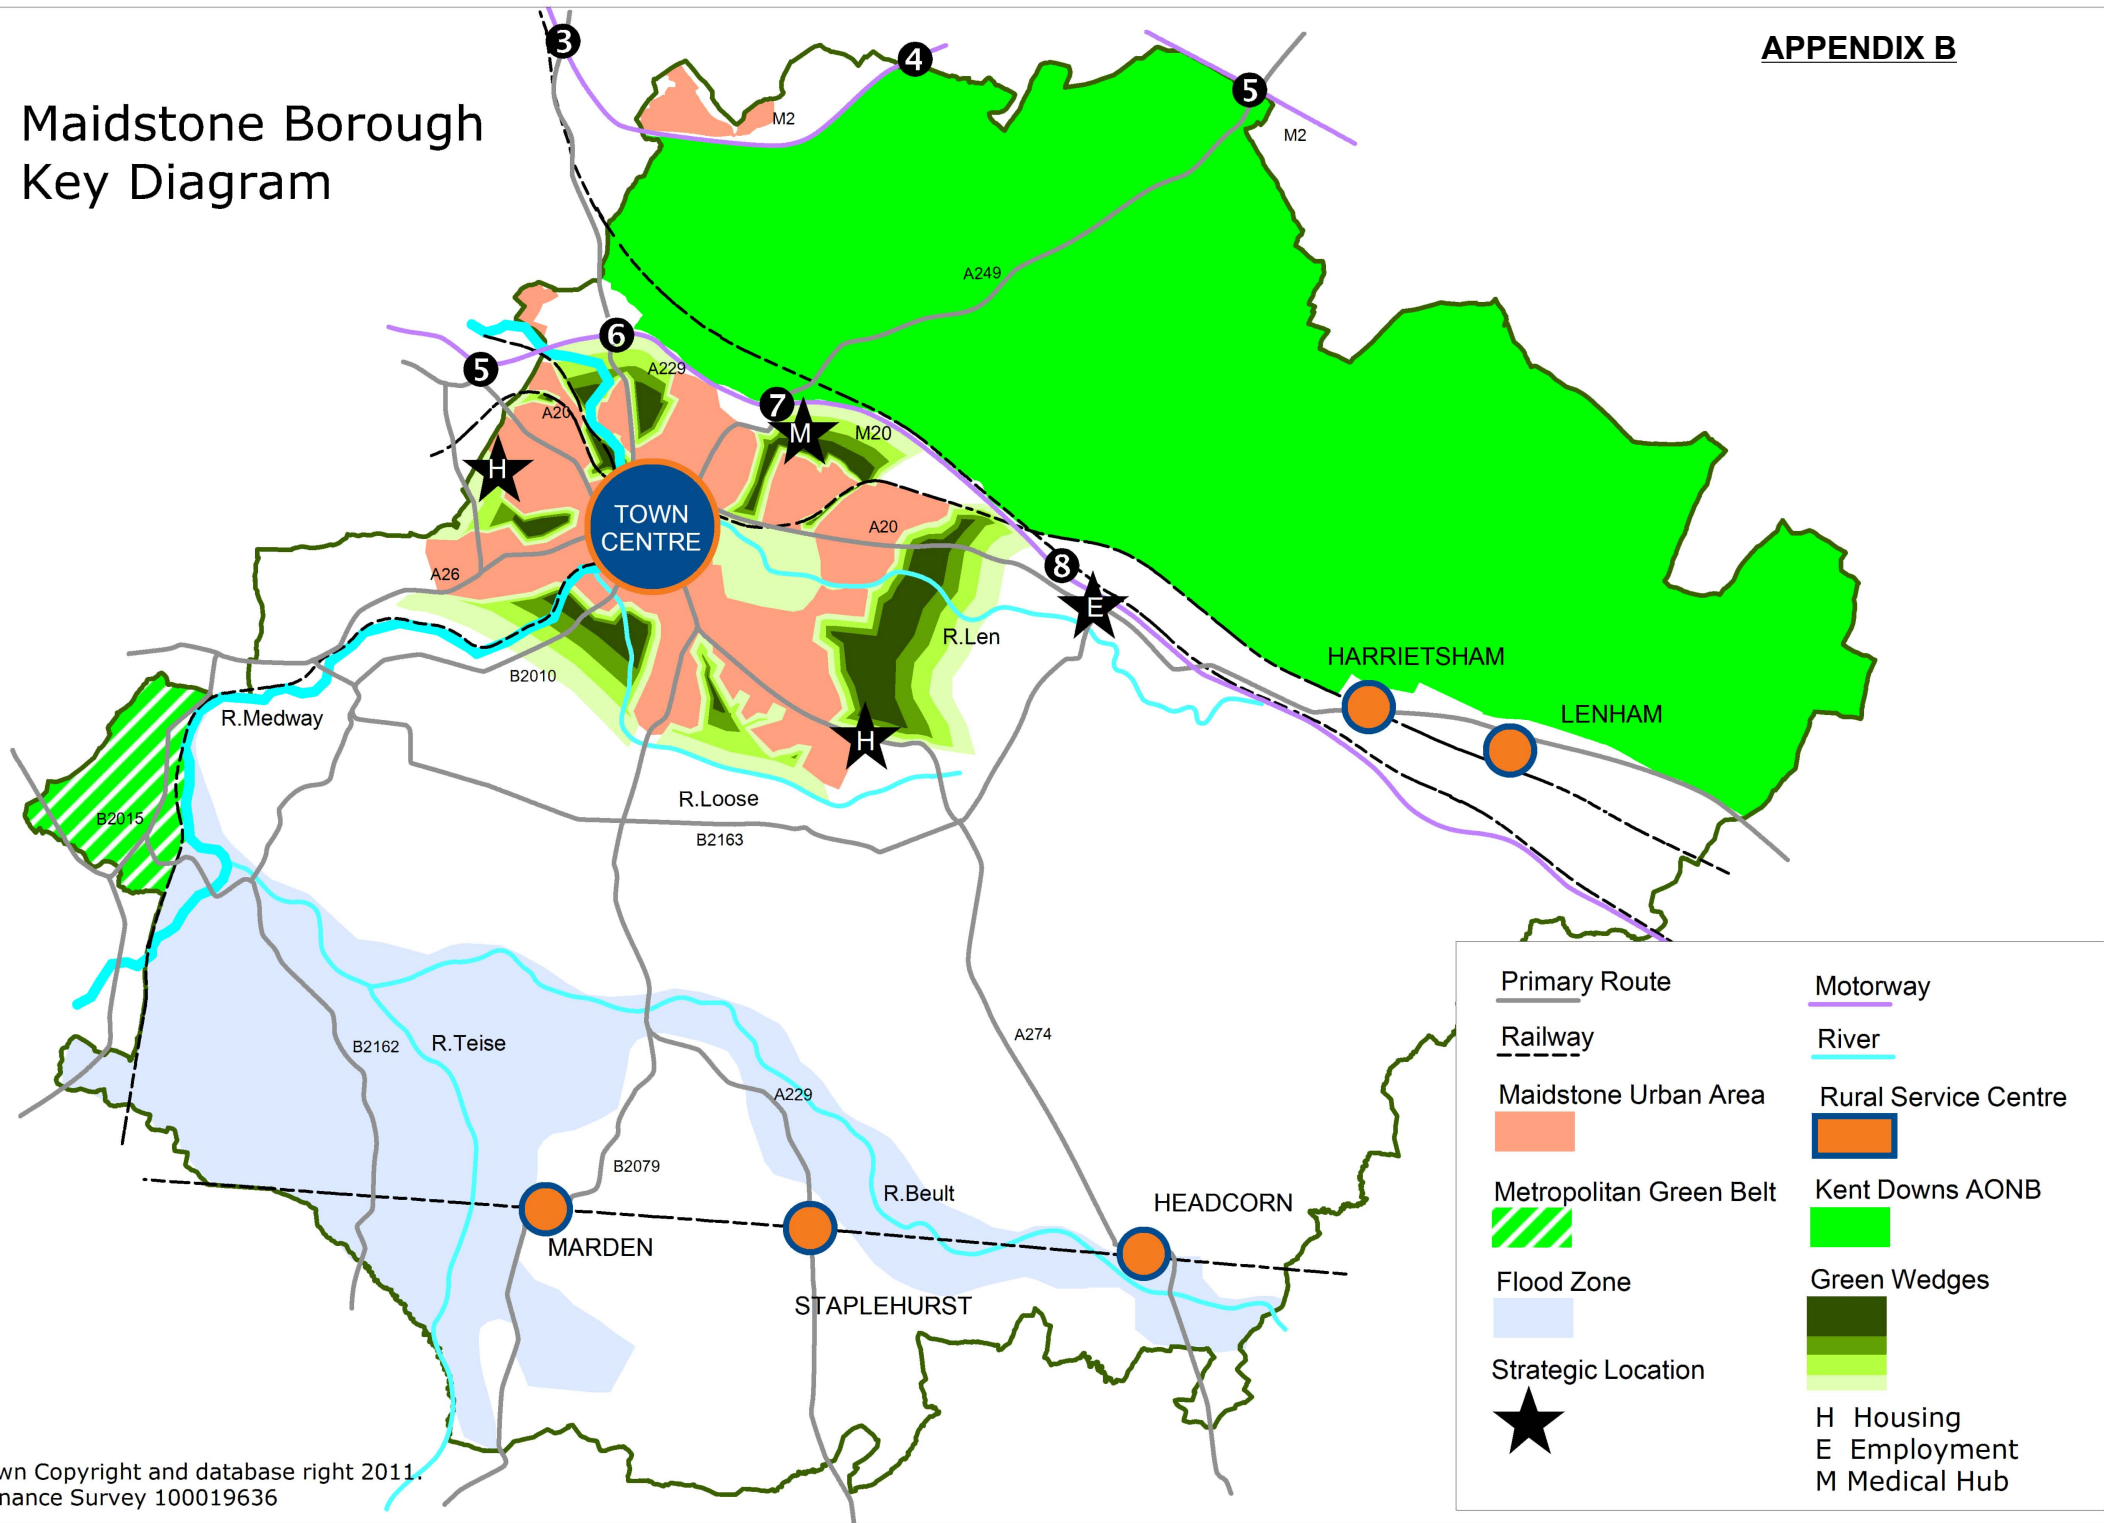 APPENDIX B
Maidstone Borough
Key Diagram
3
4
5
M2
M2
A249
6
5
A229
7
A20
M
M20
H
TOWN
CENTRE
A20
A26
8
E
R.Len
B2010
HARRIETSHAM
LENHAM
R.Medway
H
R.Loose
B2015
B2163
A274
B2162
R.Teise
A229
B2079
R.Beult
HEADCORN
MARDEN
STAPLEHURST
Primary Route
Motorway
Railway
River
Maidstone Urban Area
Rural Service Centre
Metropolitan Green Belt
Kent Downs AONB
Flood Zone
Green Wedges
Strategic Location
H Housing
E Employment
M Medical Hub
wn Copyright and database right 2011.
nance Survey 100019636